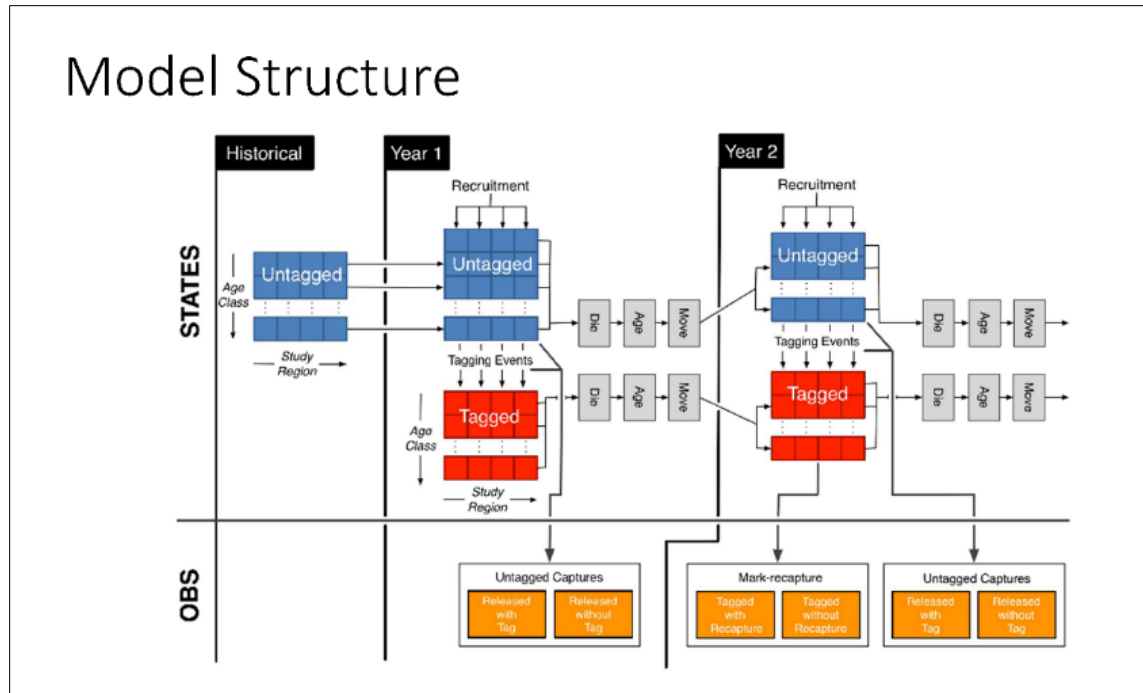 Model Structure
Historical
Year 1
Year 2
STATES
Recruitment
Recruitment
Untagged
Untagged
Untagged
Age
Class
Study
Region
Die
Age
Move
Die
Age
Move
Tagging Events
Tagging Events
Tagged
Tagged
Age
Class
Die
Age
Move
Die
Age
Move
Study
Region
OBS
Untagged Captures
Released
with
Tag
Released
without
Tag
Mark-recapture
Tagged
with
Recapture
Tagged
without
Recapture
Untagged Captures
Released
with
Tag
Released
without
Tag